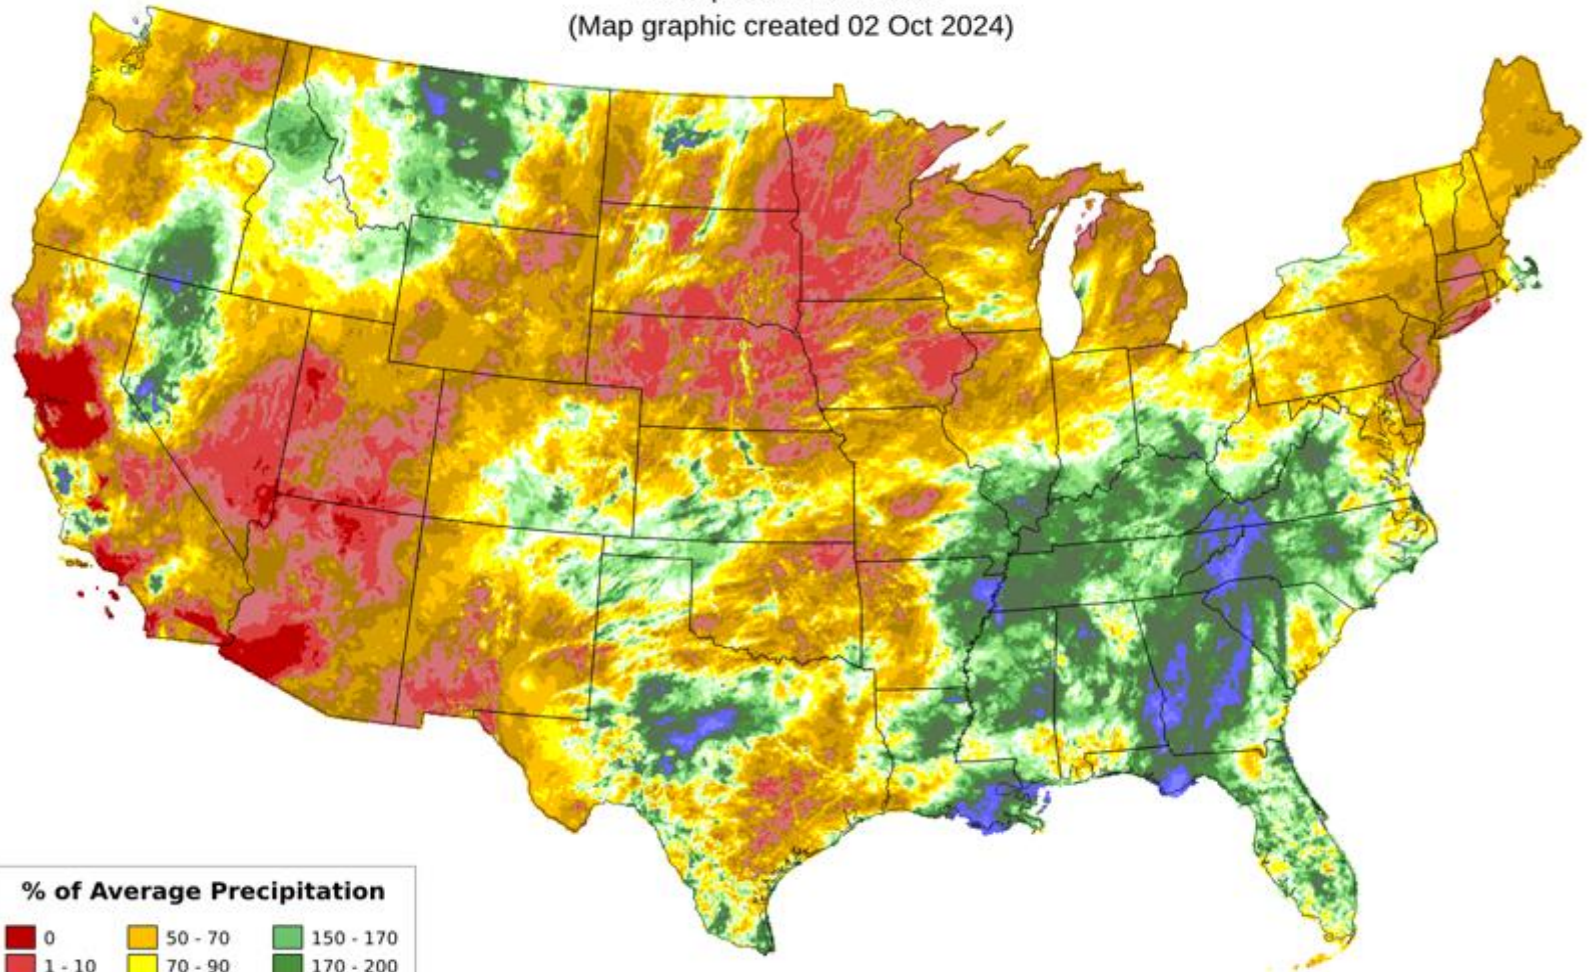 (Map graphic created 02 Oct 2024)
% of Average Precipitation
0
50 - 70
150 - 170
1 - 10
70 - 90
170 - 200